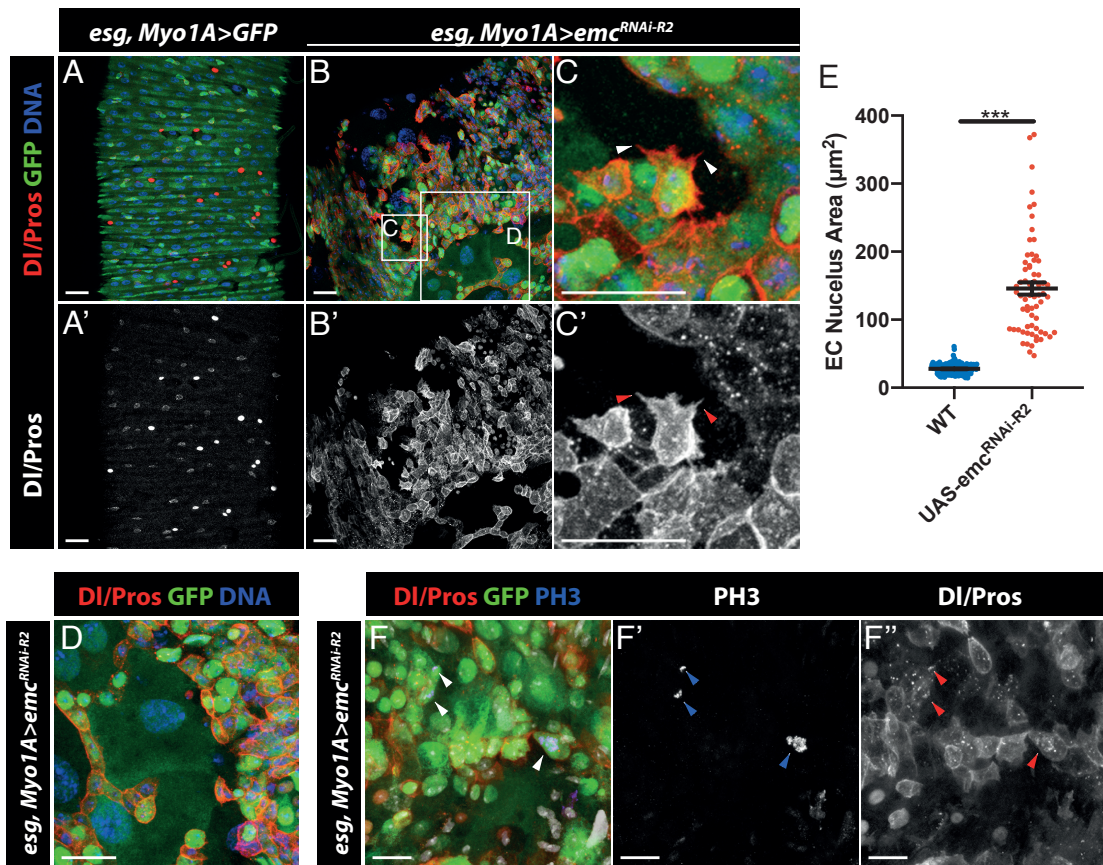 esg, Myo1A>GFP
esg, Myo1A>emcRNAi-R2
Dl/Pros GFP DNA
A
B
C
C
D
E
EC Nucelus Area (µm2)
400
300
200
100
0
***
WT
UAS-emcRNAi-R2
Dl/Pros
A'
B'
C'
Dl/Pros GFP DNA
esg, Myo1A>emcRNAi-R2
D
Dl/Pros GFP PH3
PH3
Dl/Pros
esg, Myo1A>emcRNAi-R2
F
F'
F"